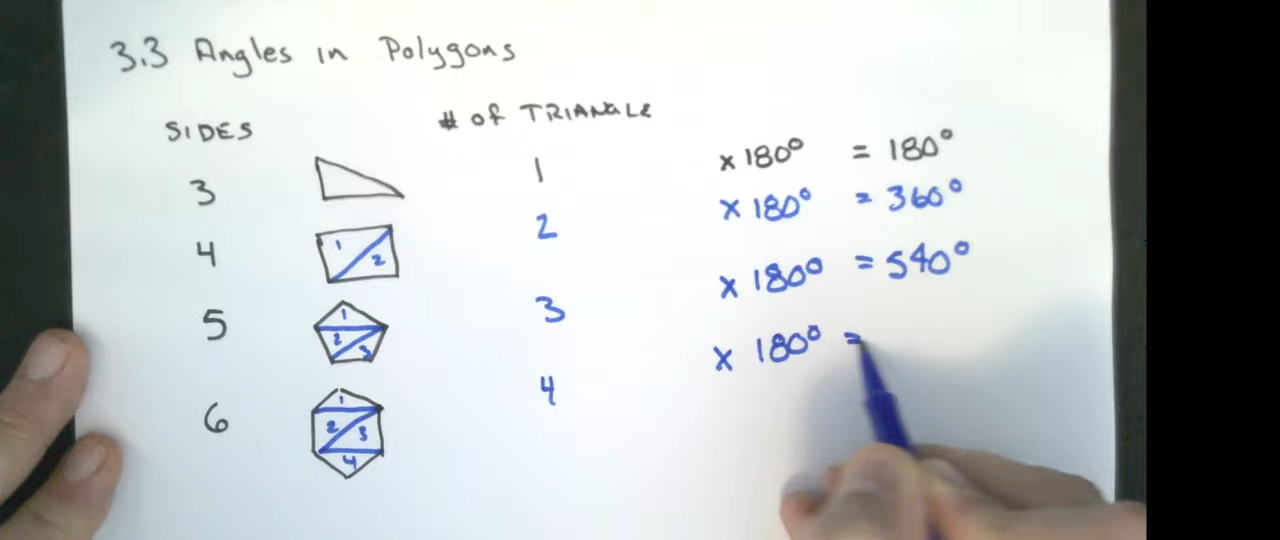 3.3 Angles in Polygons
SIDES # of TRIANGLE
3 1 × 180° = 180°
4 1 2 2 × 180° = 360°
5 1 2 3 3 × 180° = 540°
6 1 2 3 4 4 × 180° =